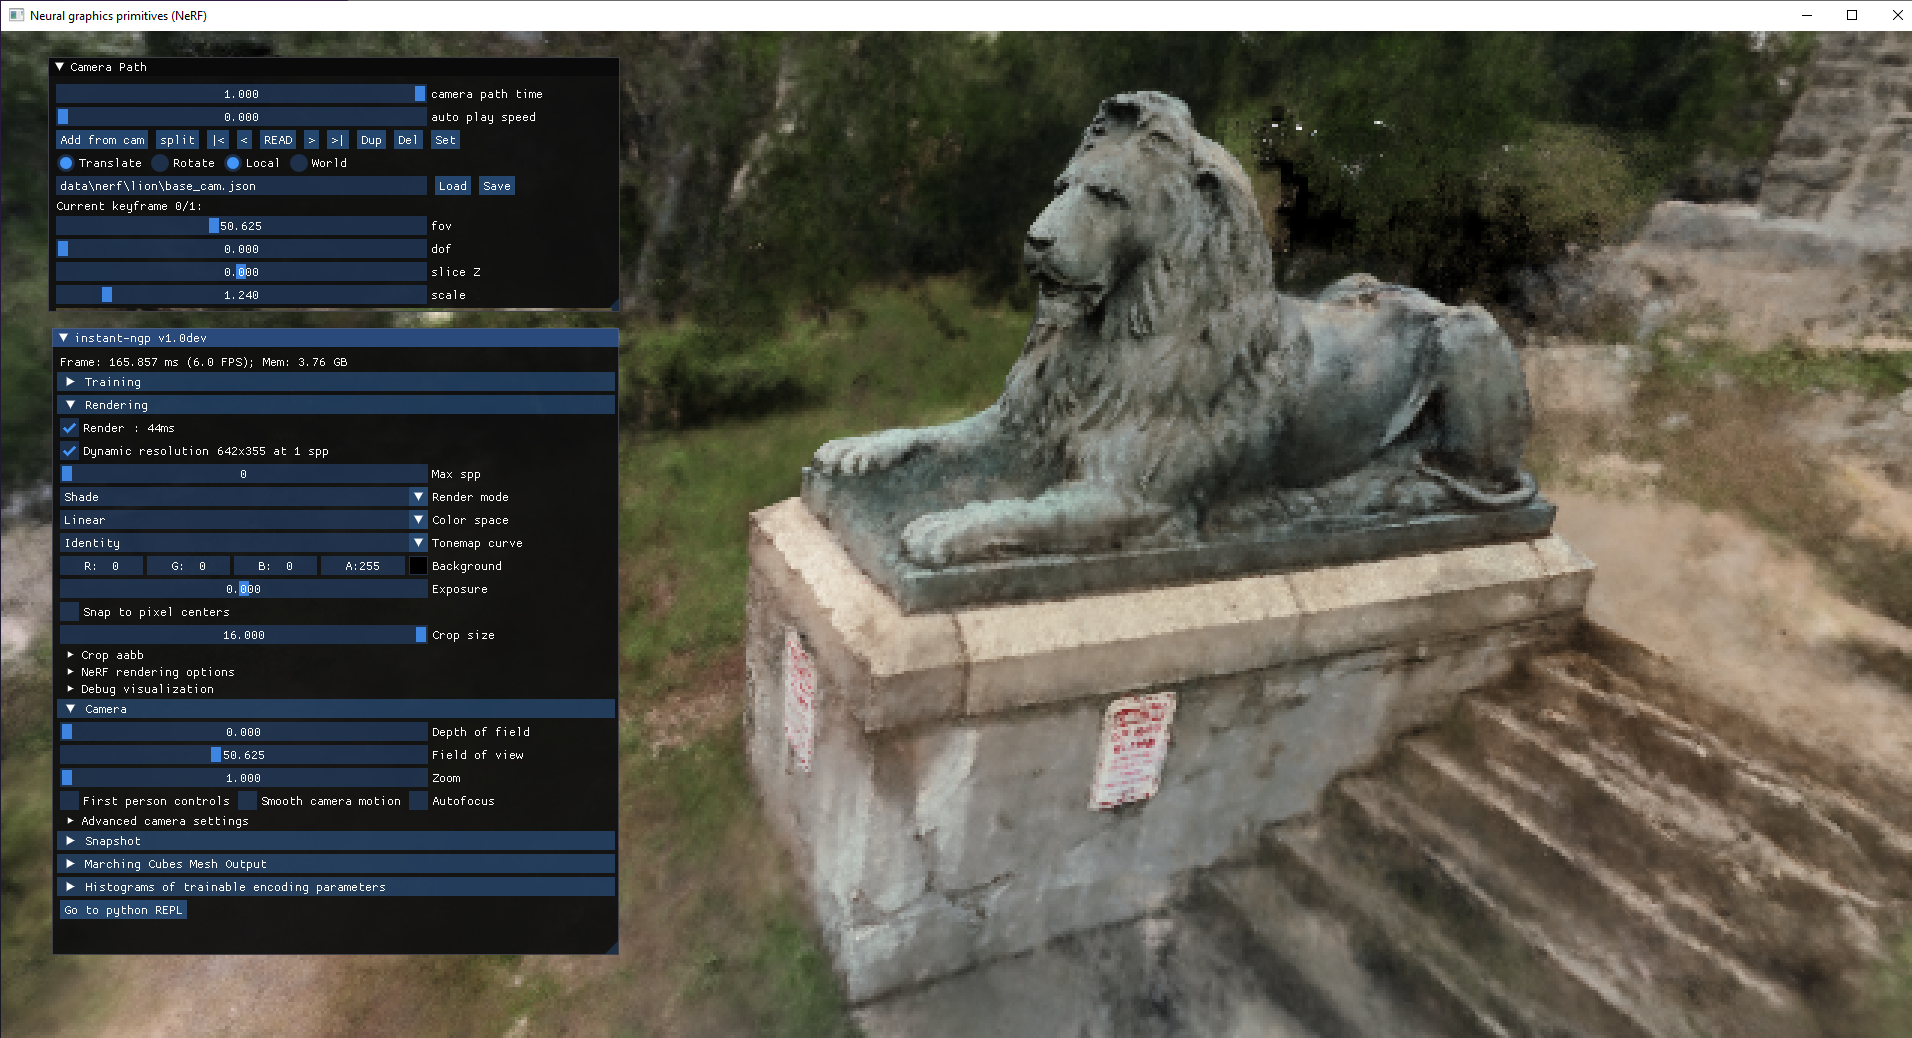 Neural graphics primitives (NeRF)
Camera Path
1.000 camera path time
0.000 auto play speed
Add from cam split |< < READ > >| Dup Del Set
Translate Rotate Local World
data\nerf\lion\base_cam.json Load Save
Current keyframe 0/1:
50.625 fov
0.000 dof
0.000 slice Z
1.240 scale
instant-ngp v1.0dev
Frame: 165.857 ms (6.0 FPS); Mem: 3.76 GB
Training
Rendering
Render : 44ms
Dynamic resolution 642x355 at 1 spp
0 Max spp
Shade Render mode
Linear Color space
Identity Tonemap curve
R: 0 G: 0 B: 0 A:255 Background
0.000 Exposure
Snap to pixel centers
16.000 Crop size
Crop aabb
NeRF rendering options
Debug visualization
Camera
0.000 Depth of field
50.625 Field of view
1.000 Zoom
First person controls Smooth camera motion Autofocus
Advanced camera settings
Snapshot
Marching Cubes Mesh Output
Histograms of trainable encoding parameters
Go to python REPL